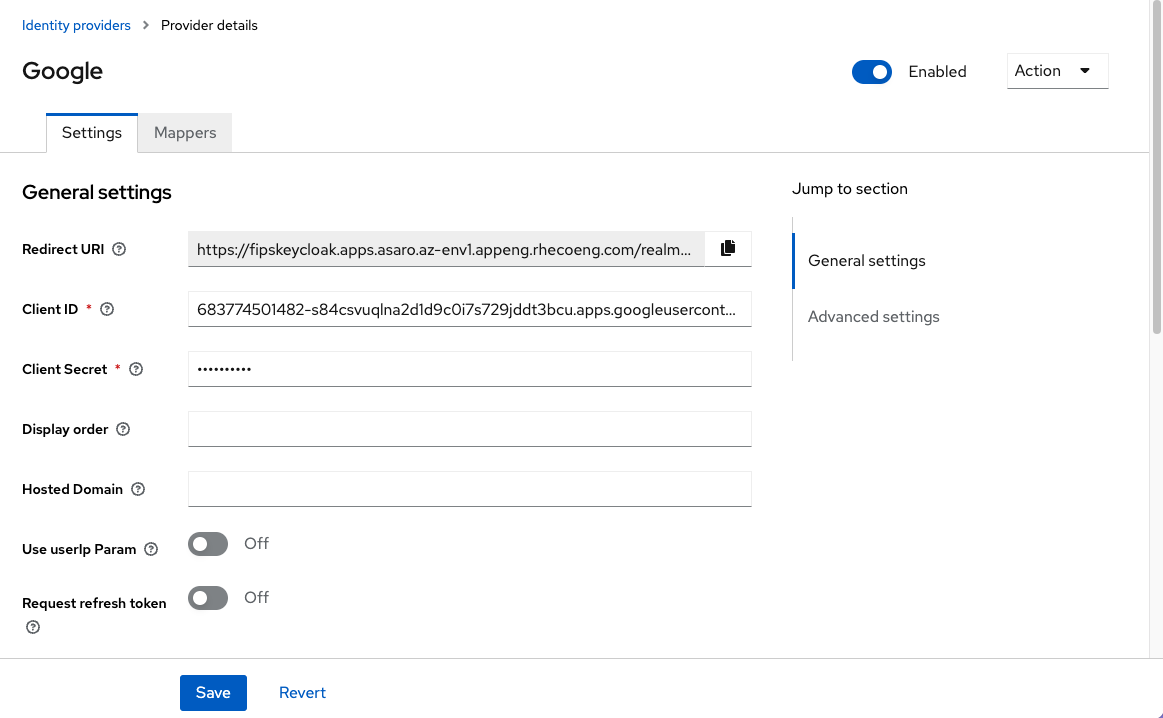 Identity providers > Provider details
Google
Enabled
Action
Settings
Mappers
General settings
Jump to section
General settings
Advanced settings
Redirect URI
https://fipskeycloak.apps.asaro.az-env1.appeng.rhecoeng.com/realm...
Client ID *
683774501482-s84csvuqlna2d1d9c0i7s729jddt3bcu.apps.googleusercont...
Client Secret *
••••••••••
Display order
Hosted Domain
Use userIp Param
Off
Request refresh token
Off
Save
Revert